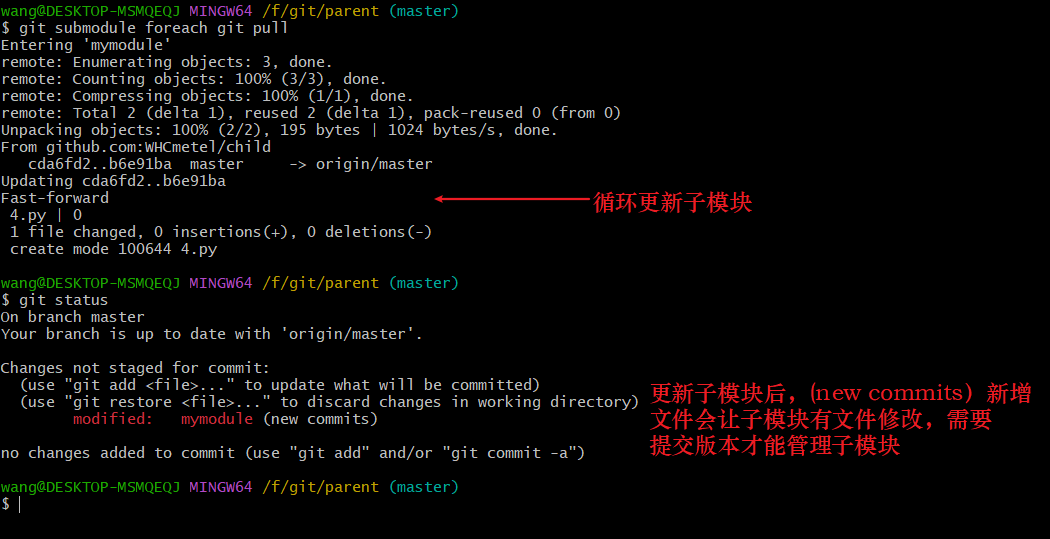 wang@DESKTOP-MSMQEQJ MINGW64 /f/git/parent (master)
$ git submodule foreach git pull
Entering 'mymodule'
remote: Enumerating objects: 3, done.
remote: Counting objects: 100% (3/3), done.
remote: Compressing objects: 100% (1/1), done.
remote: Total 2 (delta 1), reused 2 (delta 1), pack-reused 0 (from 0)
Unpacking objects: 100% (2/2), 195 bytes | 1024 bytes/s, done.
From github.com:WHCmetel/child
   cda6fd2..b6e91ba  master     -> origin/master
Updating cda6fd2..b6e91ba
Fast-forward
循环更新子模块
 4.py | 0
 1 file changed, 0 insertions(+), 0 deletions(-)
 create mode 100644 4.py
wang@DESKTOP-MSMQEQJ MINGW64 /f/git/parent (master)
$ git status
On branch master
Your branch is up to date with 'origin/master'.
Changes not staged for commit:
  (use "git add <file>..." to update what will be committed)
  (use "git restore <file>..." to discard changes in working directory)
        modified:   mymodule (new commits)
更新子模块后，(new commits）新增
文件会让子模块有文件修改，需要
提交版本才能管理子模块
no changes added to commit (use "git add" and/or "git commit -a")
wang@DESKTOP-MSMQEQJ MINGW64 /f/git/parent (master)
$